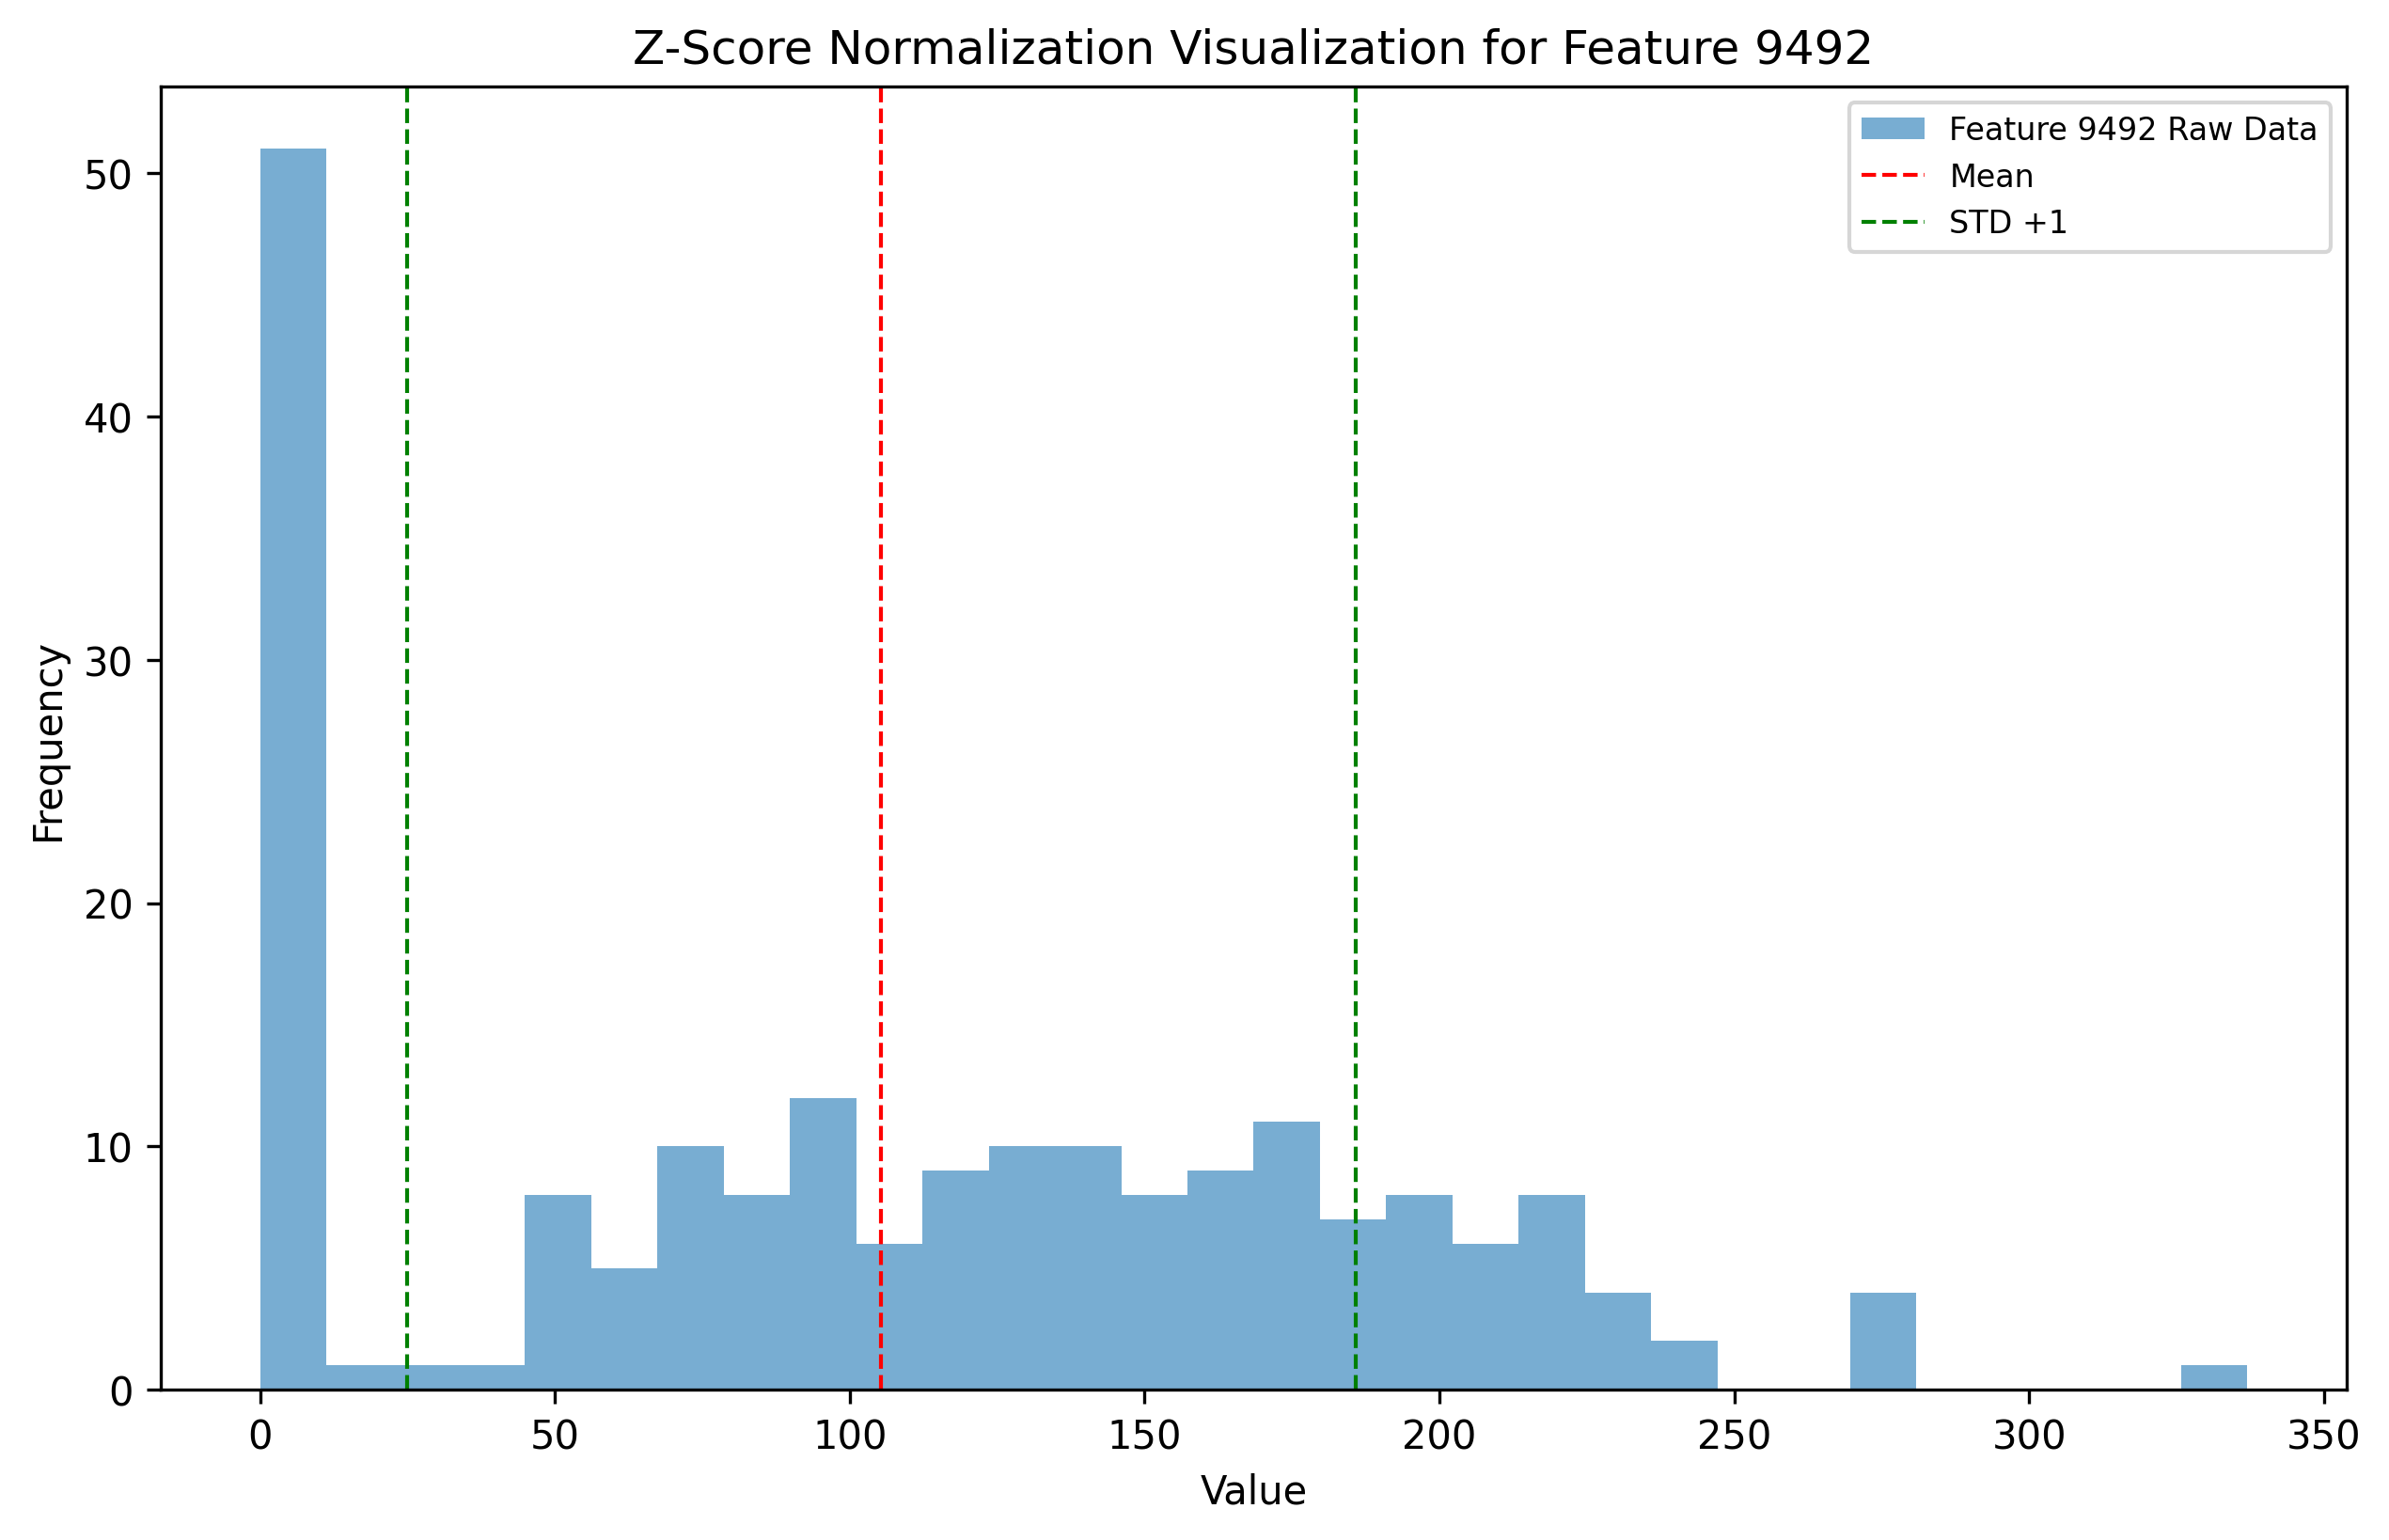 Z-Score Normalization Visualization for Feature 9492
Feature 9492 Raw Data
Mean
STD +1
50
40
30
20
10
0
Frequency
0 50 100 150 200 250 300 350
Value